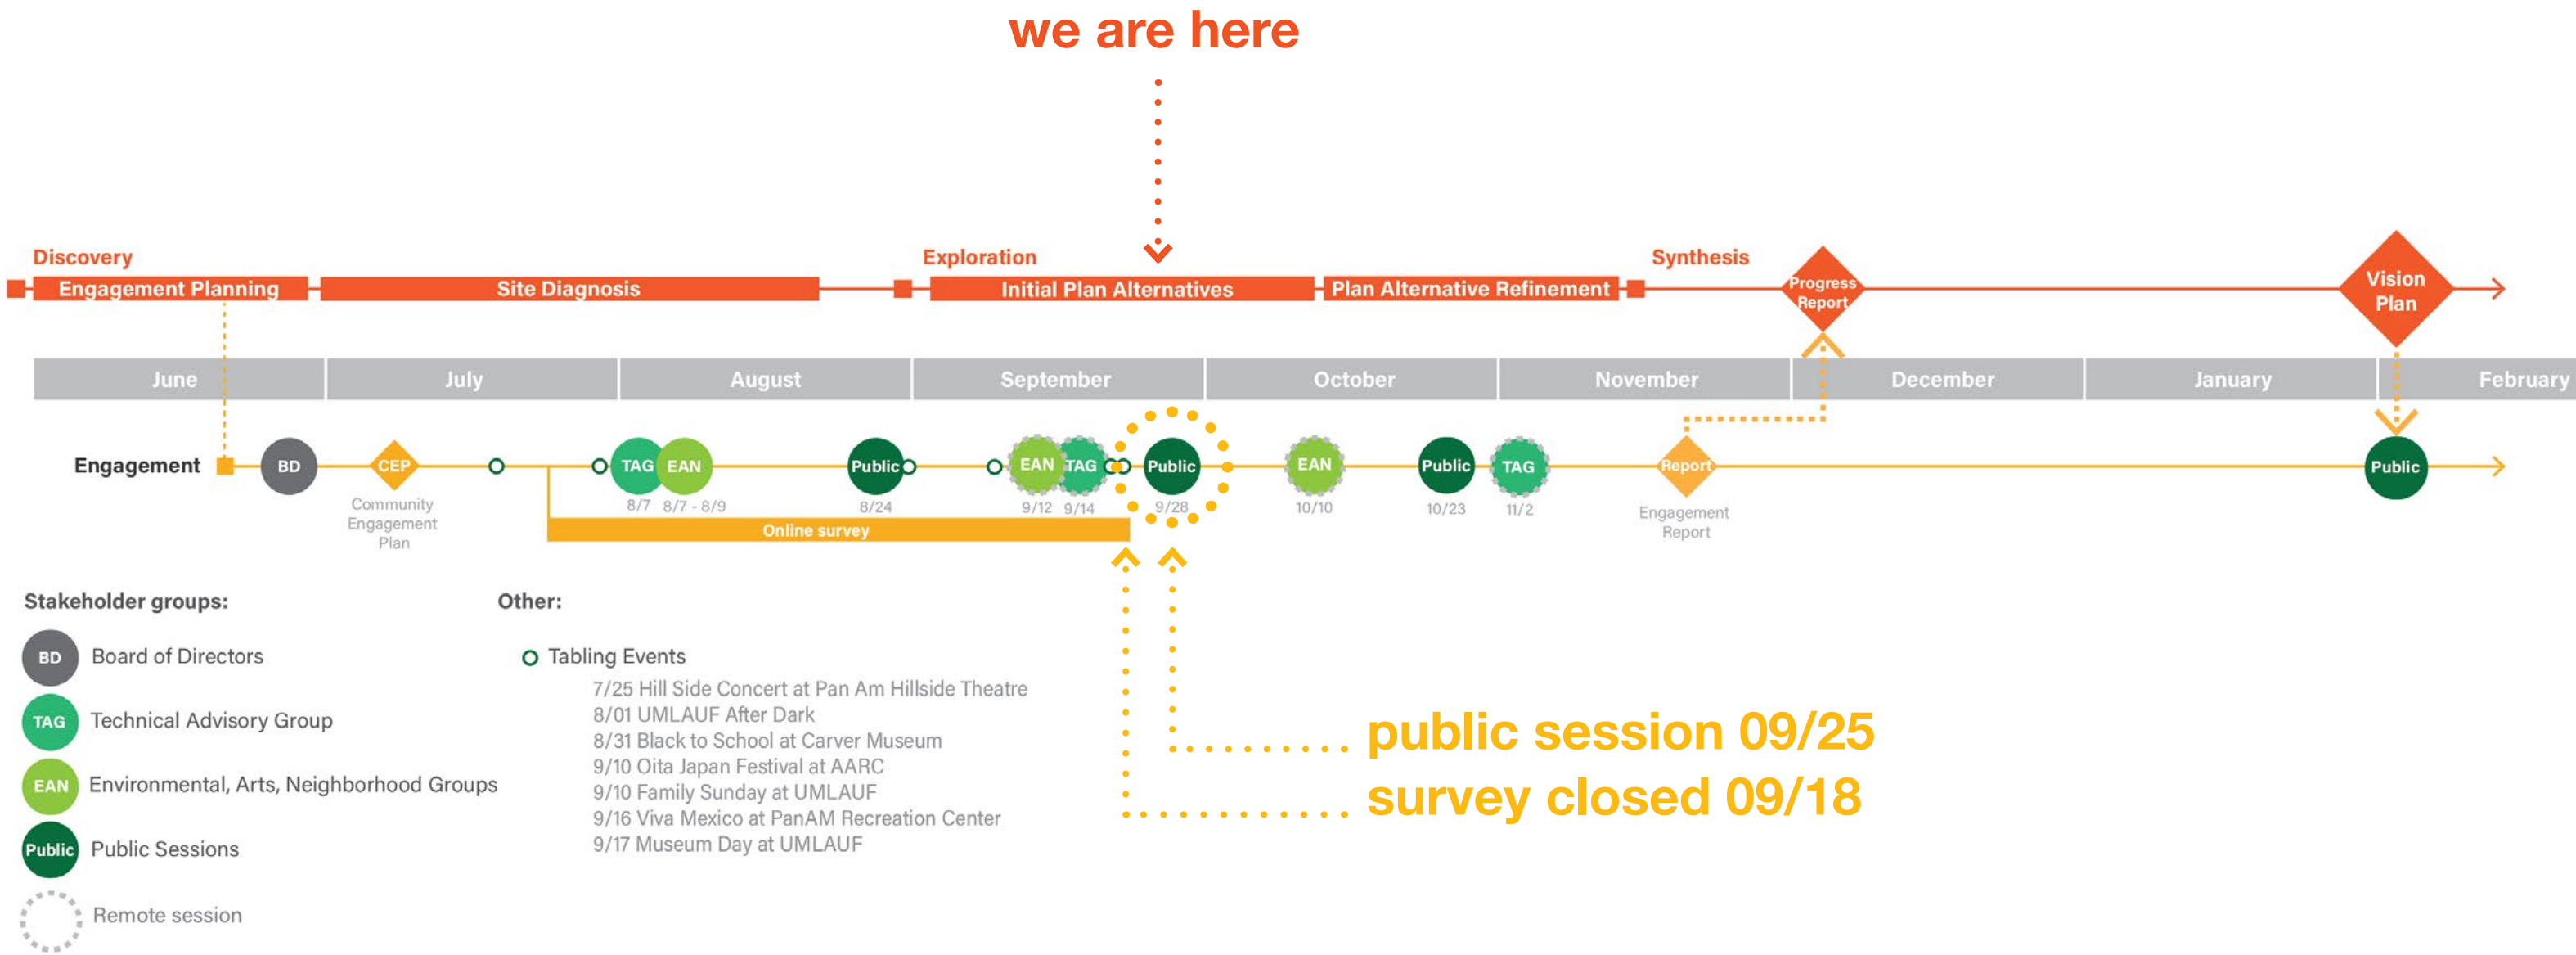 we are here
Discovery
Exploration
Synthesis
Engagement Planning
Site Diagnosis
Initial Plan Alternatives
Plan Alternative Refinement
Progress
Report
Vision
Plan
June
July
August
September
October
November
December
January
February
Engagement
BD
CEP
TAG
EAN
Public
EAN
TAG
Public
EAN
Public
TAG
Report
Public
Community
Engagement
Plan
8/7
8/7 - 8/9
8/24
9/12
9/14
9/28
10/10
10/23
11/2
Engagement
Report
Online survey
Stakeholder groups:
BD Board of Directors
TAG Technical Advisory Group
EAN Environmental, Arts, Neighborhood Groups
Public Public Sessions
Remote session
Other:
Tabling Events
7/25 Hill Side Concert at Pan Am Hillside Theatre
8/01 UMLAUF After Dark
8/31 Black to School at Carver Museum
9/10 Oita Japan Festival at AARC
9/10 Family Sunday at UMLAUF
9/16 Viva Mexico at PanAM Recreation Center
9/17 Museum Day at UMLAUF
public session 09/25
survey closed 09/18